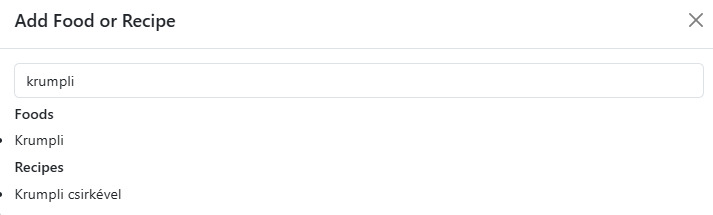 Add Food or Recipe
krumpli
Foods
Krumpli
Recipes
Krumpli csirkével